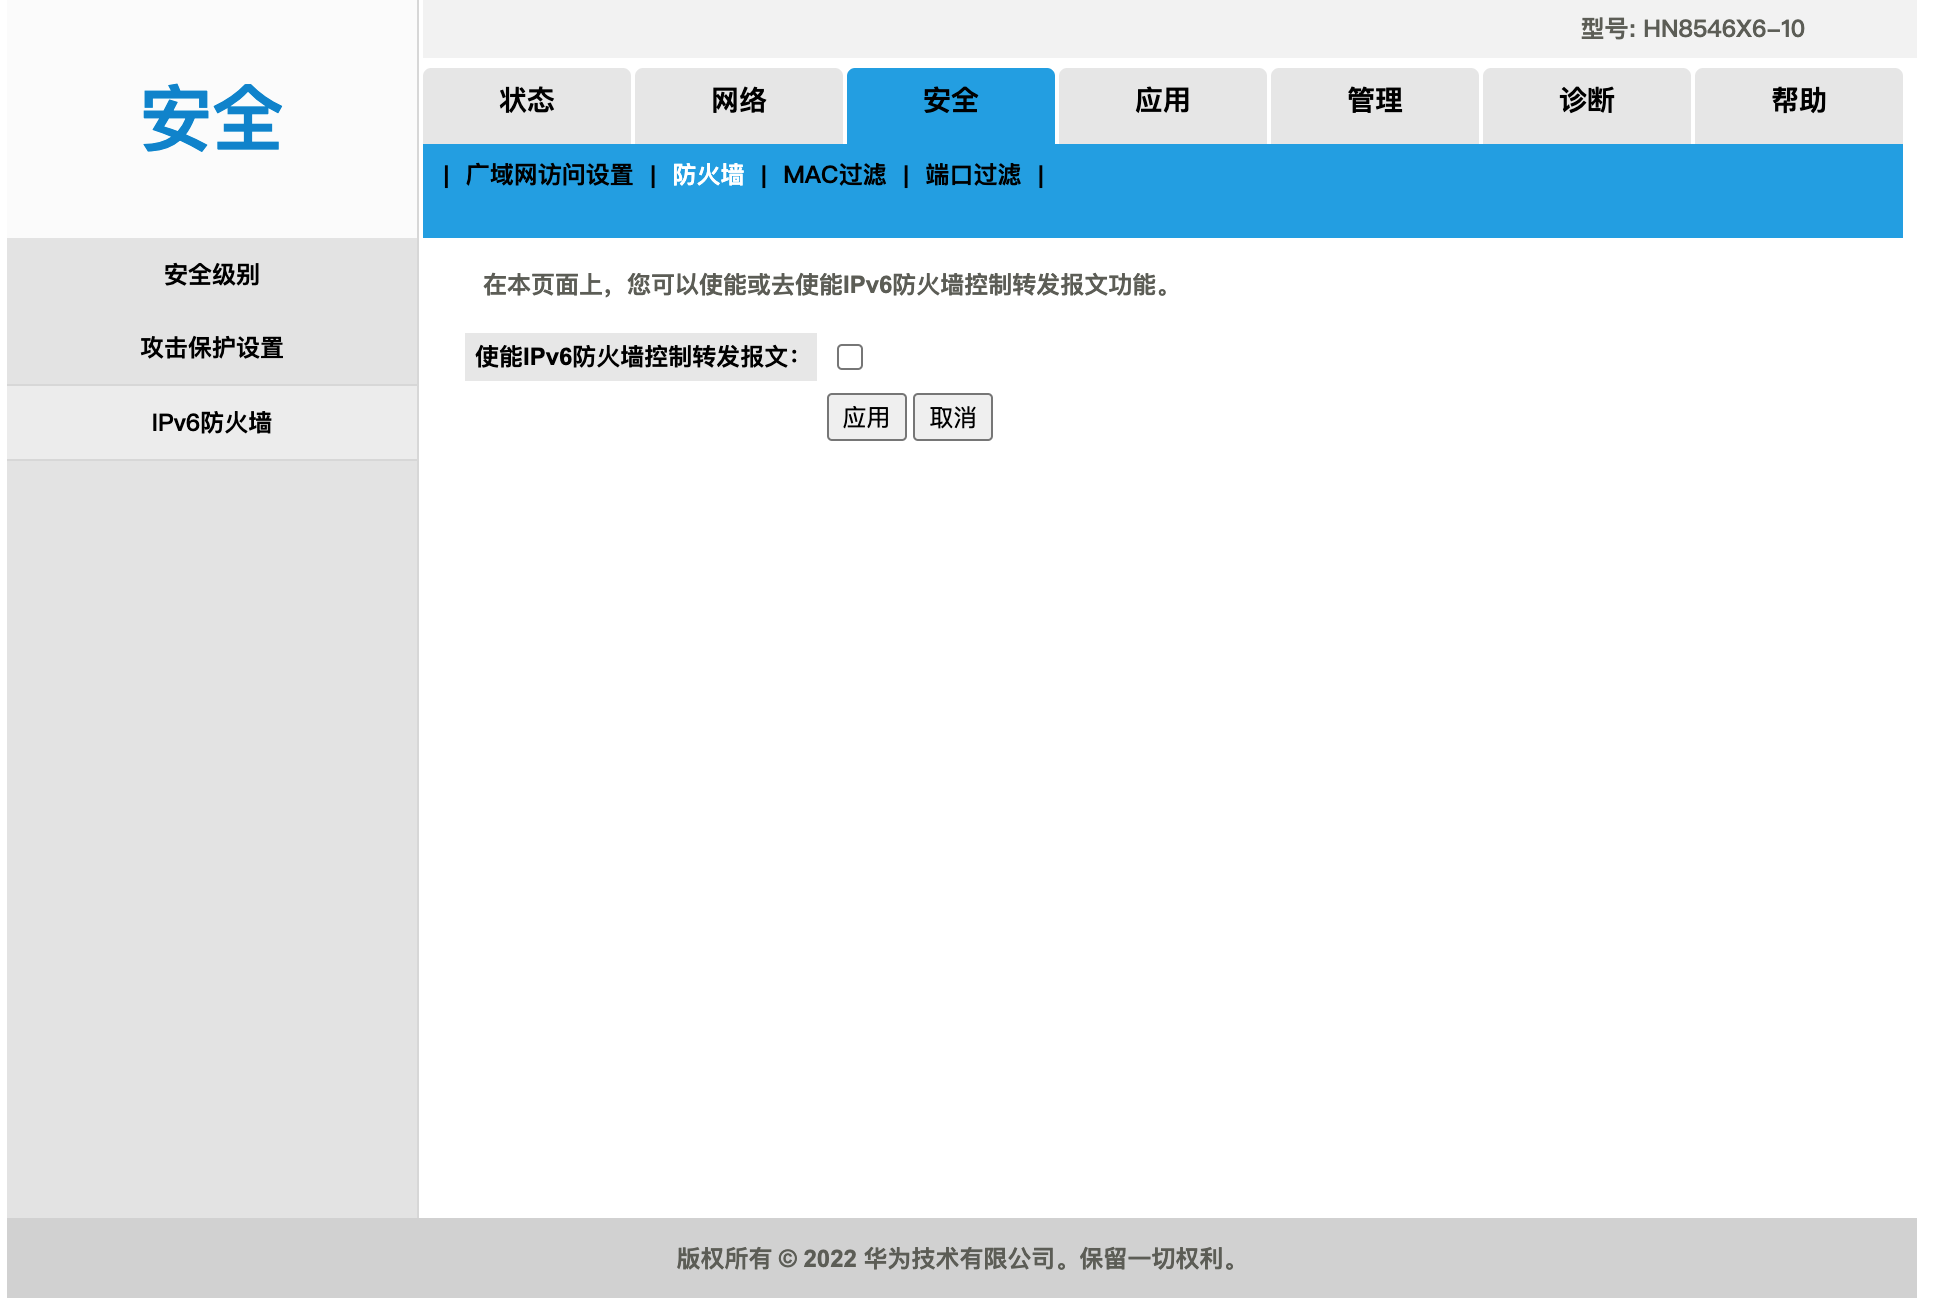 型号: HN8546X6-10
安全
状态 网络 安全 应用 管理 诊断 帮助
| 广域网访问设置 | 防火墙 | MAC过滤 | 端口过滤 |
安全级别
攻击保护设置
IPv6防火墙
在本页面上，您可以使能或去使能IPv6防火墙控制转发报文功能。
使能IPv6防火墙控制转发报文：
应用 取消
版权所有 © 2022 华为技术有限公司。保留一切权利。